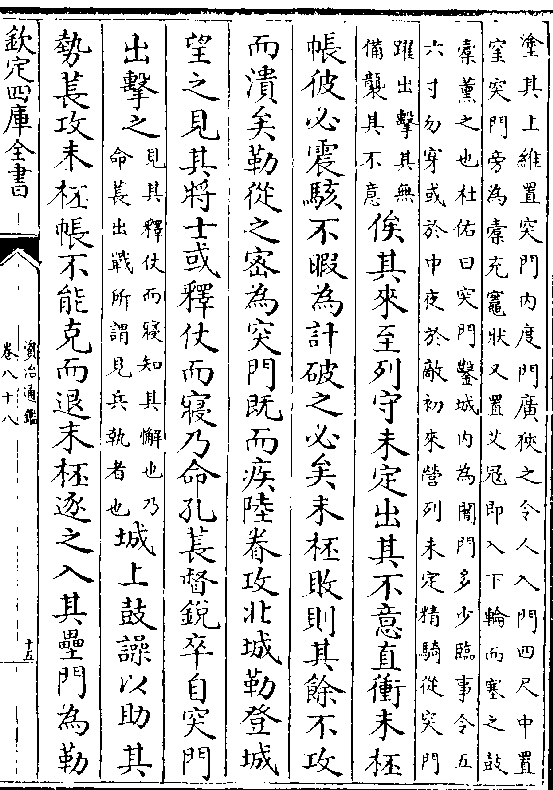 塗其上維置突門内度門廣狹之令人入門四尺中置
窒突門旁為橐充竈狀又置艾冦即入下輪而塞之鼓
橐薰之也杜佑曰突門鑿城内為闇門多少臨事令五
六寸勿穿或於中夜於敵初來營列未定精騎從突門
躍出擊其無
備襲其不意
俟其來至列守未定出其不意直衝末柸
帳彼必震駭不暇為計破之必矣末柸敗則其餘不攻
而潰矣勒從之密為突門既而疾陸眷攻北城勒登城
望之見其將士或釋仗而寢乃命孔萇督鋭卒自突門
出擊之
見其釋仗而寢知其懈也乃
命萇出戰所謂見兵執者也
城上鼓譟以助其
勢萇攻末柸帳不能克而退末柸逐之入其壘門為勒
欽定四庫全書
資治通鑑
卷八十八
十五